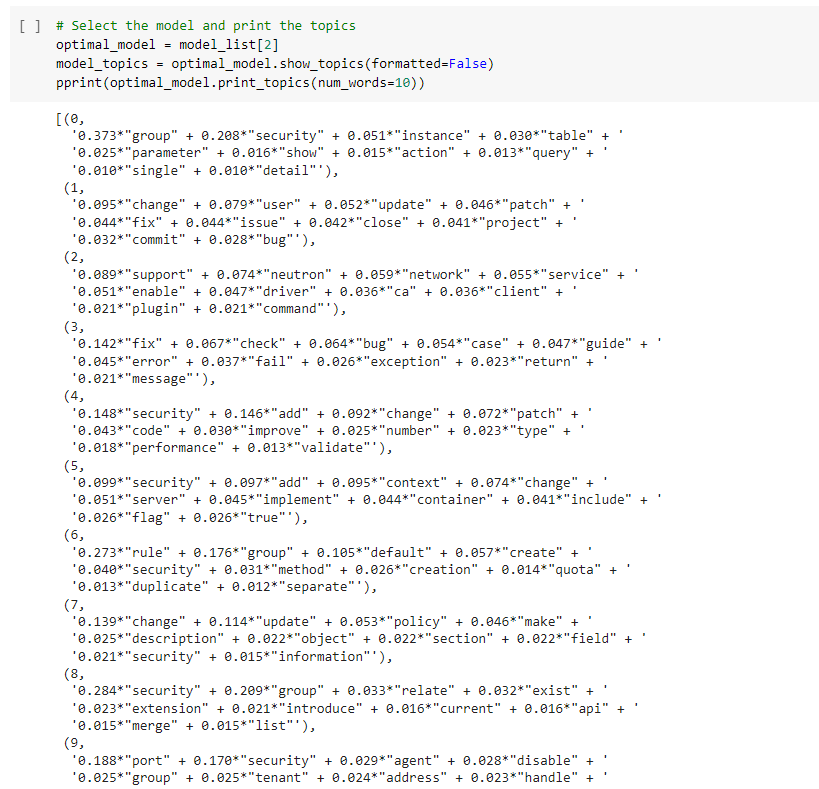 [ ] # Select the model and print the topics
optimal_model = model_list[2]
model_topics = optimal_model.show_topics(formatted=False)
pprint(optimal_model.print_topics(num_words=10))
[(0,
'0.373*"group" + 0.208*"security" + 0.051*"instance" + 0.030*"table" + '
'0.025*"parameter" + 0.016*"show" + 0.015*"action" + 0.013*"query" + '
'0.010*"single" + 0.010*"detail"'),
(1,
'0.095*"change" + 0.079*"user" + 0.052*"update" + 0.046*"patch" + '
'0.044*"fix" + 0.044*"issue" + 0.042*"close" + 0.041*"project" + '
'0.032*"commit" + 0.028*"bug"'),
(2,
'0.089*"support" + 0.074*"neutron" + 0.059*"network" + 0.055*"service" + '
'0.051*"enable" + 0.047*"driver" + 0.036*"ca" + 0.036*"client" + '
'0.021*"plugin" + 0.021*"command"'),
(3,
'0.142*"fix" + 0.067*"check" + 0.064*"bug" + 0.054*"case" + 0.047*"guide" + '
'0.045*"error" + 0.037*"fail" + 0.026*"exception" + 0.023*"return" + '
'0.021*"message"'),
(4,
'0.148*"security" + 0.146*"add" + 0.092*"change" + 0.072*"patch" + '
'0.043*"code" + 0.030*"improve" + 0.025*"number" + 0.023*"type" + '
'0.018*"performance" + 0.013*"validate"'),
(5,
'0.099*"security" + 0.097*"add" + 0.095*"context" + 0.074*"change" + '
'0.051*"server" + 0.045*"implement" + 0.044*"container" + 0.041*"include" + '
'0.026*"flag" + 0.026*"true"'),
(6,
'0.273*"rule" + 0.176*"group" + 0.105*"default" + 0.057*"create" + '
'0.040*"security" + 0.031*"method" + 0.026*"creation" + 0.014*"quota" + '
'0.013*"duplicate" + 0.012*"separate"'),
(7,
'0.139*"change" + 0.114*"update" + 0.053*"policy" + 0.046*"make" + '
'0.025*"description" + 0.022*"object" + 0.022*"section" + 0.022*"field" + '
'0.021*"security" + 0.015*"information"'),
(8,
'0.284*"security" + 0.209*"group" + 0.033*"relate" + 0.032*"exist" + '
'0.023*"extension" + 0.021*"introduce" + 0.016*"current" + 0.016*"api" + '
'0.015*"merge" + 0.015*"list"'),
(9,
'0.188*"port" + 0.170*"security" + 0.029*"agent" + 0.028*"disable" + '
'0.025*"group" + 0.025*"tenant" + 0.024*"address" + 0.023*"handle" + '